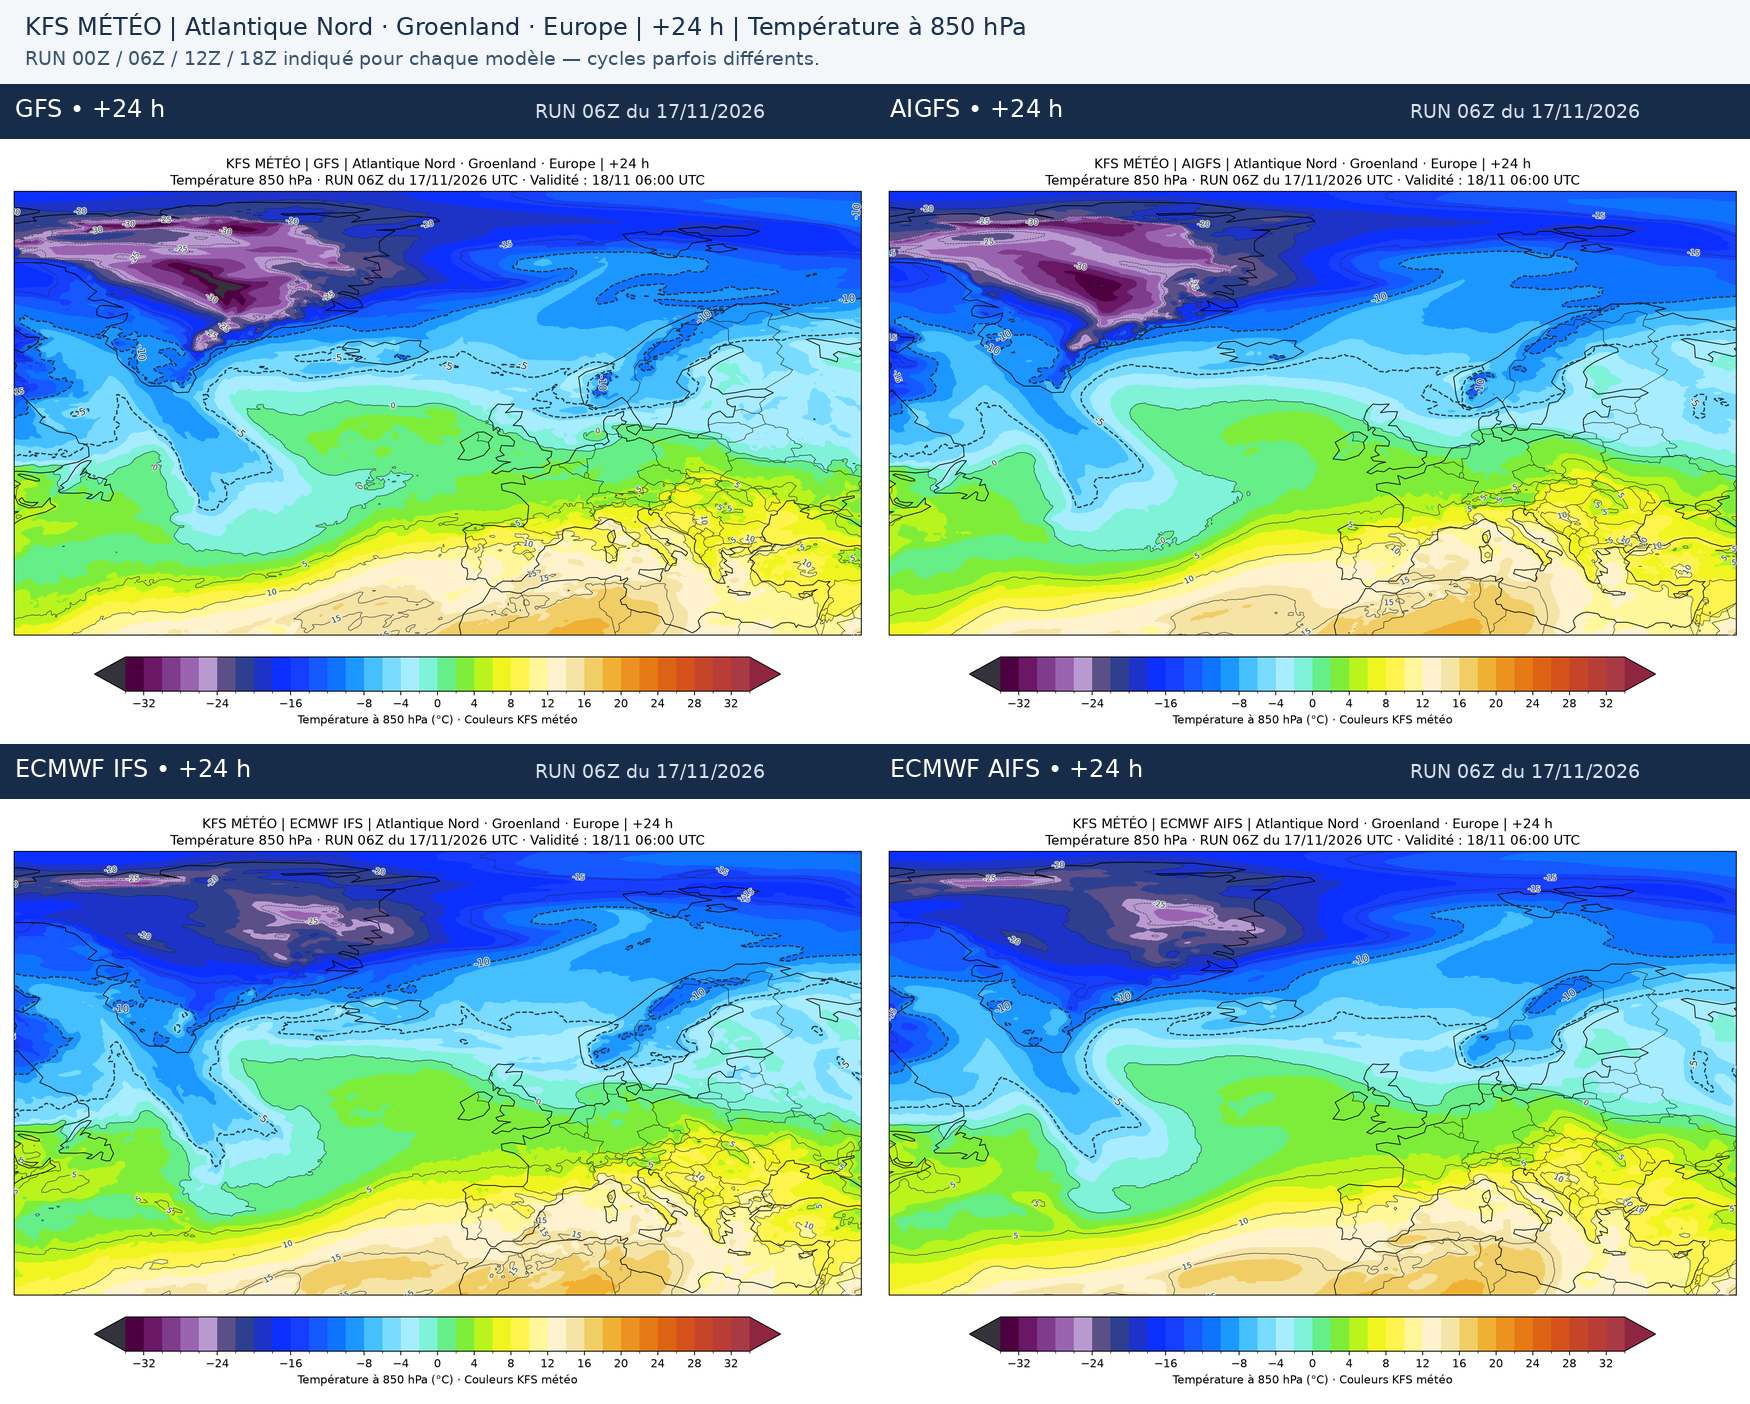 KFS MÉTÉO | Atlantique Nord · Groenland · Europe | +24 h | Température à 850 hPa
RUN 00Z / 06Z / 12Z / 18Z indiqué pour chaque modèle — cycles parfois différents.
GFS • +24 h
RUN 06Z du 17/11/2026
AIGFS • +24 h
RUN 06Z du 17/11/2026
KFS MÉTÉO | GFS | Atlantique Nord · Groenland · Europe | +24 h
Température 850 hPa · RUN 06Z du 17/11/2026 UTC · Validité : 18/11 06:00 UTC
KFS MÉTÉO | AIGFS | Atlantique Nord · Groenland · Europe | +24 h
Température 850 hPa · RUN 06Z du 17/11/2026 UTC · Validité : 18/11 06:00 UTC
−32 −24 −16 −8 −4 0 4 8 12 16 20 24 28 32
Température à 850 hPa (°C) · Couleurs KFS météo
−32 −24 −16 −8 −4 0 4 8 12 16 20 24 28 32
Température à 850 hPa (°C) · Couleurs KFS météo
ECMWF IFS • +24 h
RUN 06Z du 17/11/2026
ECMWF AIFS • +24 h
RUN 06Z du 17/11/2026
KFS MÉTÉO | ECMWF IFS | Atlantique Nord · Groenland · Europe | +24 h
Température 850 hPa · RUN 06Z du 17/11/2026 UTC · Validité : 18/11 06:00 UTC
KFS MÉTÉO | ECMWF AIFS | Atlantique Nord · Groenland · Europe | +24 h
Température 850 hPa · RUN 06Z du 17/11/2026 UTC · Validité : 18/11 06:00 UTC
−32 −24 −16 −8 −4 0 4 8 12 16 20 24 28 32
Température à 850 hPa (°C) · Couleurs KFS météo
−32 −24 −16 −8 −4 0 4 8 12 16 20 24 28 32
Température à 850 hPa (°C) · Couleurs KFS météo